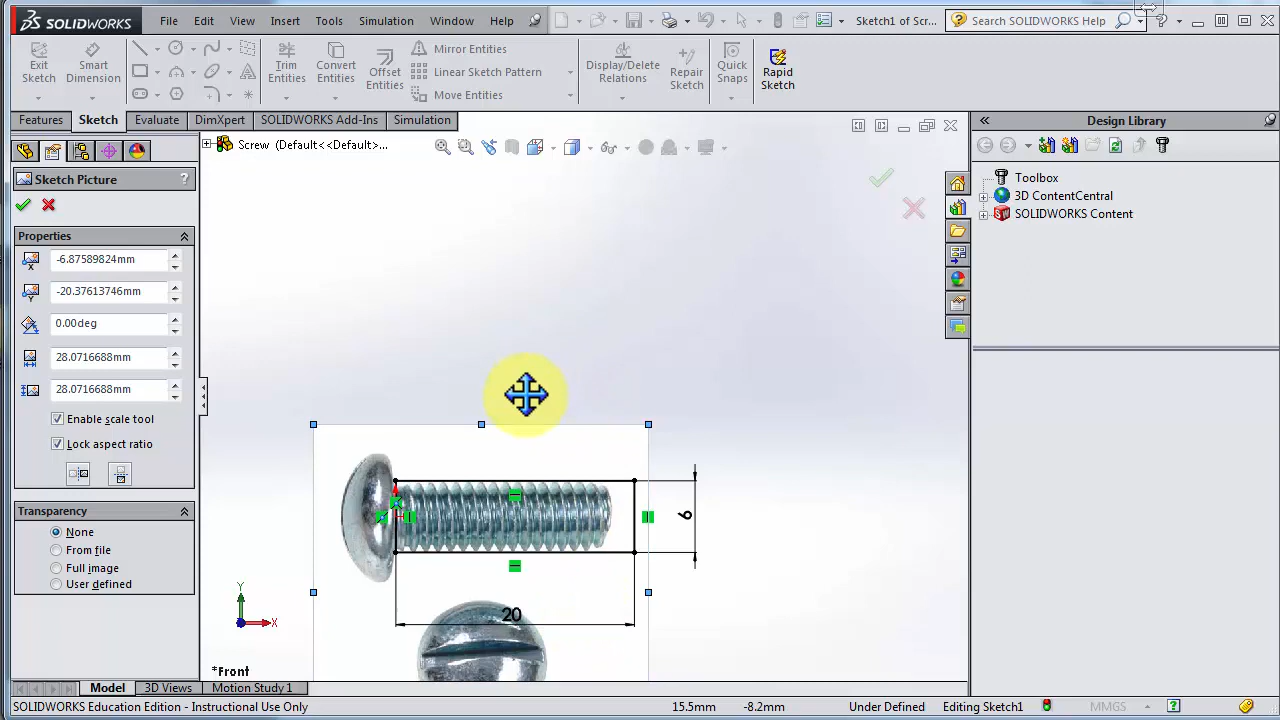 SOLIDWORKS File Edit View Insert Tools Simulation Window Help Sketch1 of Scr... Search SOLIDWORKS Help ?
Exit Sketch
Smart Dimension
Trim Entities
Convert Entities
Offset Entities
Mirror Entities
Linear Sketch Pattern
Move Entities
Display/Delete Relations
Repair Sketch
Quick Snaps
Rapid Sketch
Features Sketch Evaluate DimXpert SOLIDWORKS Add-Ins Simulation
Design Library
Screw (Default<<Default>...
Sketch Picture ?
Toolbox
3D ContentCentral
SOLIDWORKS Content
Properties
-6.87589824mm
-20.37613746mm
0.00deg
28.0716688mm
28.0716688mm
Enable scale tool
Lock aspect ratio
Transparency
None
From file
Full image
User defined
6
20
Y
X
*Front
Model 3D Views Motion Study 1
SOLIDWORKS Education Edition - Instructional Use Only 15.5mm -8.2mm Under Defined Editing Sketch1 MMGS ?